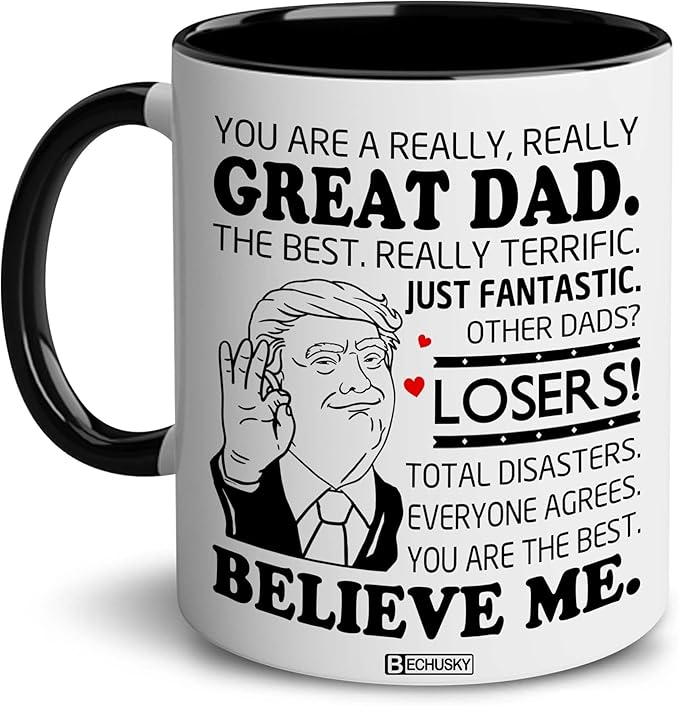 YOU ARE A REALLY, REALLY
GREAT DAD.
THE BEST. REALLY TERRIFIC.
JUST FANTASTIC.
OTHER DADS?
LOSERS!
TOTAL DISASTERS.
EVERYONE AGREES.
YOU ARE THE BEST.
BELIEVE ME.
BECHUSKY